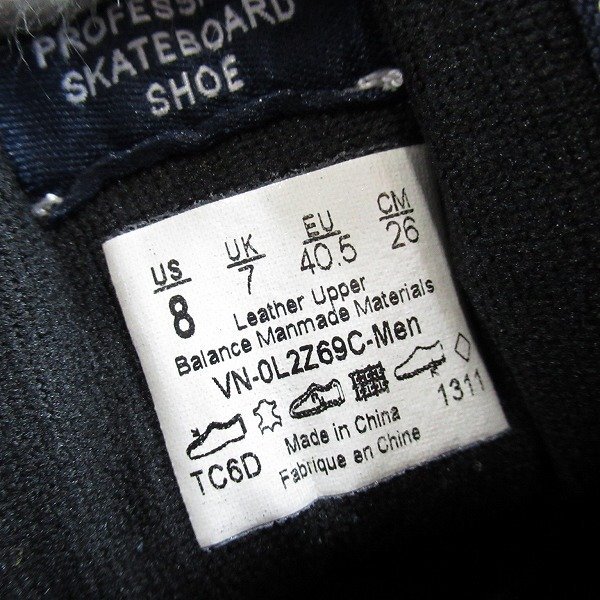 PROFESS
SKATEBOARD
SHOE
US UK EU CM
8 7 40.5 26
Leather Upper
Balance Manmade Materials
VN-0L2Z69C-Men
TC6D
1311
Made in China
Fabrique en Chine